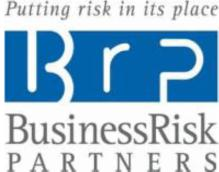 Putting risk in its place
BrP
BusinessRisk
PARTNERS